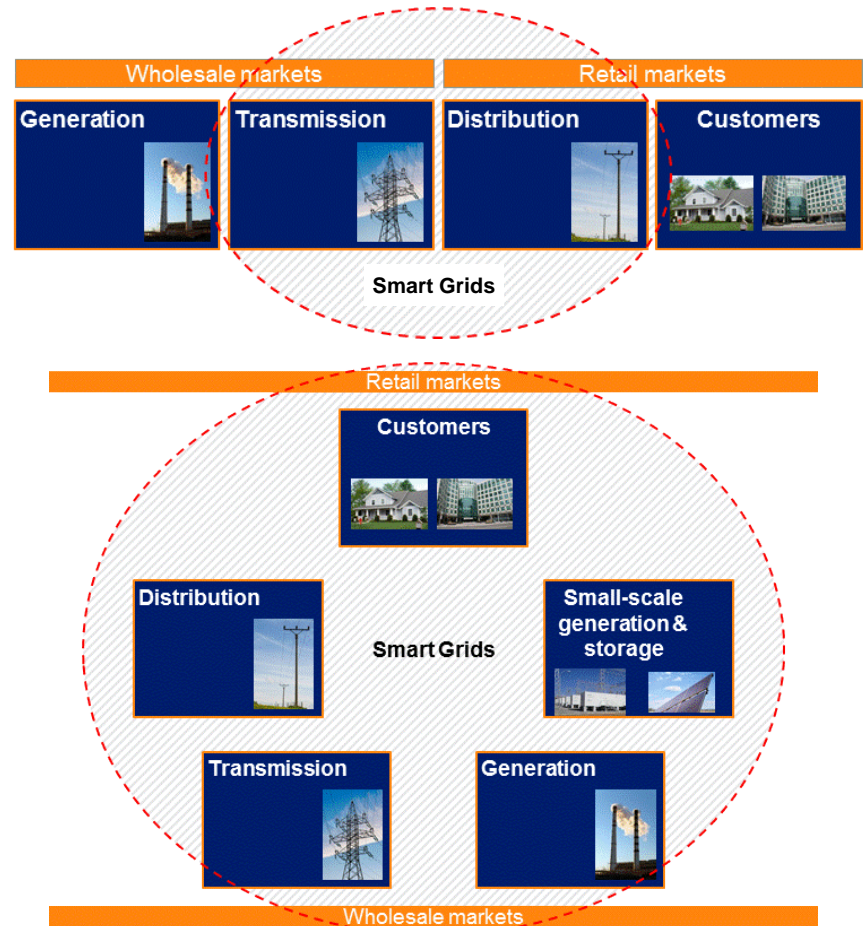 Wholesale markets
Retail markets
Generation
Transmission
Distribution
Customers
Smart Grids
Retail markets
Customers
Distribution
Small-scale
generation &
storage
Smart Grids
Transmission
Generation
Wholesale markets